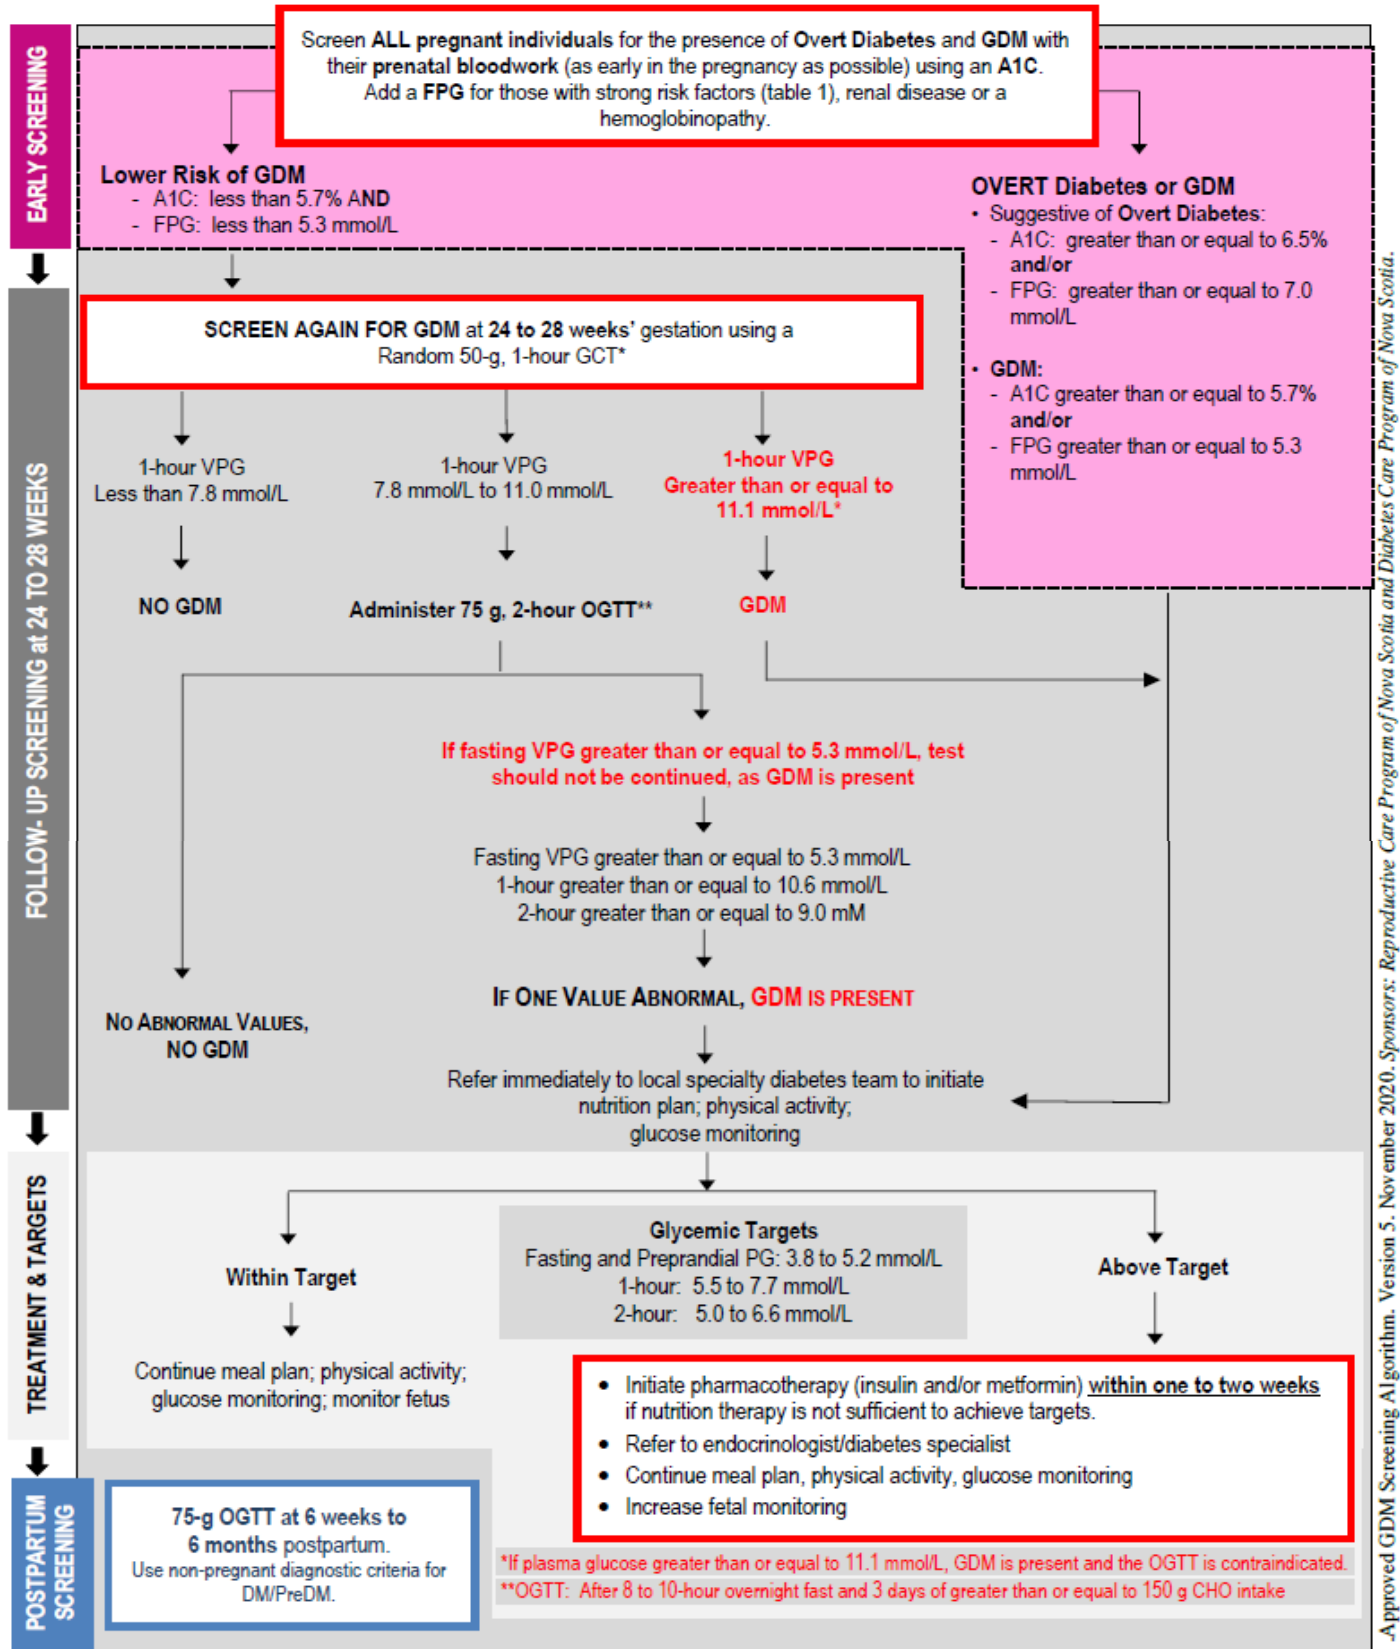 Screen ALL pregnant individuals for the presence of Overt Diabetes and GDM with
their prenatal bloodwork (as early in the pregnancy as possible) using an A1C.
Add a FPG for those with strong risk factors (table 1), renal disease or a
hemoglobinopathy.
EARLY SCREENING
Lower Risk of GDM
- A1C: less than 5.7% AND
- FPG: less than 5.3 mmol/L
OVERT Diabetes or GDM
• Suggestive of Overt Diabetes:
- A1C: greater than or equal to 6.5%
and/or
- FPG: greater than or equal to 7.0
mmol/L
• GDM:
- A1C greater than or equal to 5.7%
and/or
- FPG greater than or equal to 5.3
mmol/L
FOLLOW- UP SCREENING at 24 TO 28 WEEKS
SCREEN AGAIN FOR GDM at 24 to 28 weeks' gestation using a
Random 50-g, 1-hour GCT*
1-hour VPG
Less than 7.8 mmol/L
1-hour VPG
7.8 mmol/L to 11.0 mmol/L
1-hour VPG
Greater than or equal to
11.1 mmol/L*
NO GDM
Administer 75 g, 2-hour OGTT**
GDM
If fasting VPG greater than or equal to 5.3 mmol/L, test
should not be continued, as GDM is present
Fasting VPG greater than or equal to 5.3 mmol/L
1-hour greater than or equal to 10.6 mmol/L
2-hour greater than or equal to 9.0 mM
IF ONE VALUE ABNORMAL, GDM IS PRESENT
NO ABNORMAL VALUES,
NO GDM
Refer immediately to local specialty diabetes team to initiate
nutrition plan; physical activity;
glucose monitoring
TREATMENT & TARGETS
Within Target
Glycemic Targets
Fasting and Preprandial PG: 3.8 to 5.2 mmol/L
1-hour: 5.5 to 7.7 mmol/L
2-hour: 5.0 to 6.6 mmol/L
Above Target
Continue meal plan; physical activity;
glucose monitoring; monitor fetus
• Initiate pharmacotherapy (insulin and/or metformin) within one to two weeks
if nutrition therapy is not sufficient to achieve targets.
• Refer to endocrinologist/diabetes specialist
• Continue meal plan, physical activity, glucose monitoring
• Increase fetal monitoring
POSTPARTUM
SCREENING
75-g OGTT at 6 weeks to
6 months postpartum.
Use non-pregnant diagnostic criteria for
DM/PreDM.
*If plasma glucose greater than or equal to 11.1 mmol/L, GDM is present and the OGTT is contraindicated.
**OGTT: After 8 to 10-hour overnight fast and 3 days of greater than or equal to 150 g CHO intake
Approved GDM Screening Algorithm. Version 5. November 2020. Sponsors: Reproductive Care Program of Nova Scotia and Diabetes Care Program of Nova Scotia.